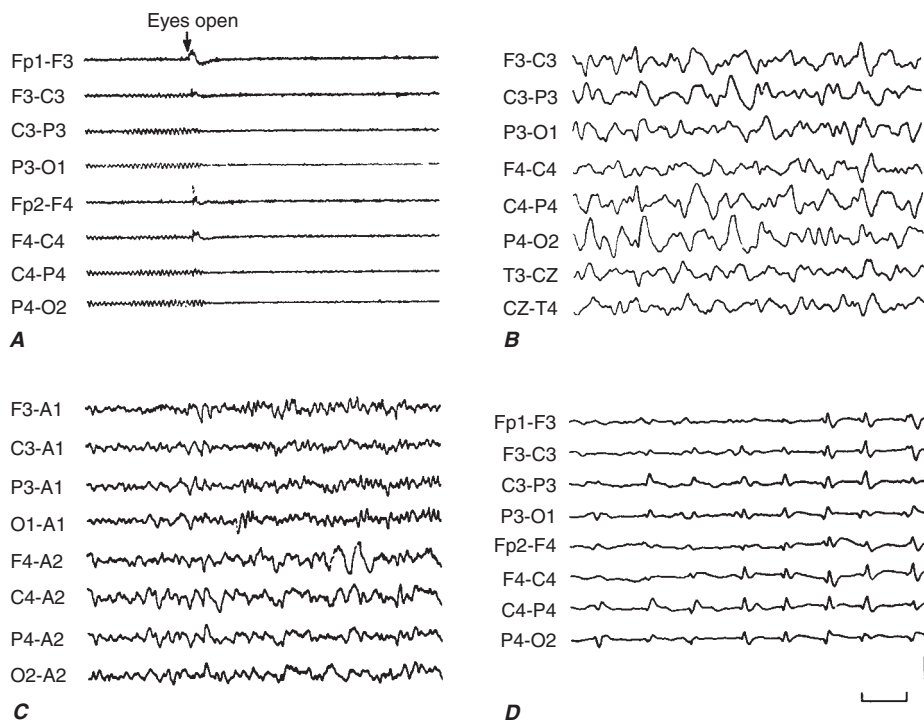 Eyes open
Fp1-F3
F3-C3
C3-P3
P3-O1
Fp2-F4
F4-C4
C4-P4
P4-O2
A
F3-C3
C3-P3
P3-O1
F4-C4
C4-P4
P4-O2
T3-CZ
CZ-T4
B
F3-A1
C3-A1
P3-A1
O1-A1
F4-A2
C4-A2
P4-A2
O2-A2
C
Fp1-F3
F3-C3
C3-P3
P3-O1
Fp2-F4
F4-C4
C4-P4
P4-O2
D